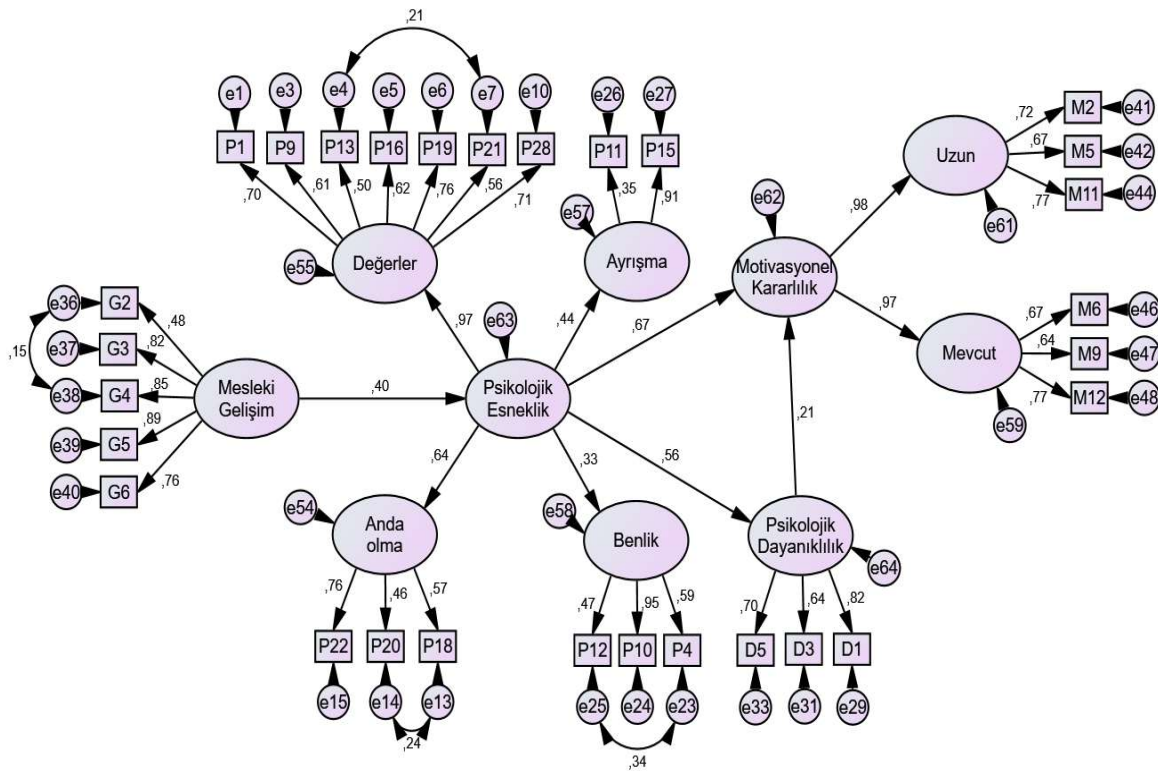 ,21
e1
e3
e4
e5
e6
e7
e10
P1
P9
P13
P16
P19
P21
P28
,70
,61
,50
,62
,76
,56
,71
e55
Değerler
e26
e27
P11
P15
,35
,91
e57
Ayrışma
e62
Motivasyonel
Kararlılık
,98
,97
Uzun
e61
,72
,67
,77
M2
M5
M11
e41
e42
e44
Mevcut
e59
,67
,64
,77
M6
M9
M12
e46
e47
e48
,97
,44
,67
e63
Psikolojik
Esneklik
,40
Mesleki
Gelişim
,15
e36
e37
e38
e39
e40
G2
G3
G4
G5
G6
,48
,82
,85
,89
,76
,64
,33
,56
,21
e54
Anda
olma
,76
,46
,57
P22
P20
P18
e15
e14
e13
,24
e58
Benlik
,47
,95
,59
P12
P10
P4
e25
e24
e23
,34
Psikolojik
Dayanıklılık
e64
,70
,64
,82
D5
D3
D1
e33
e31
e29